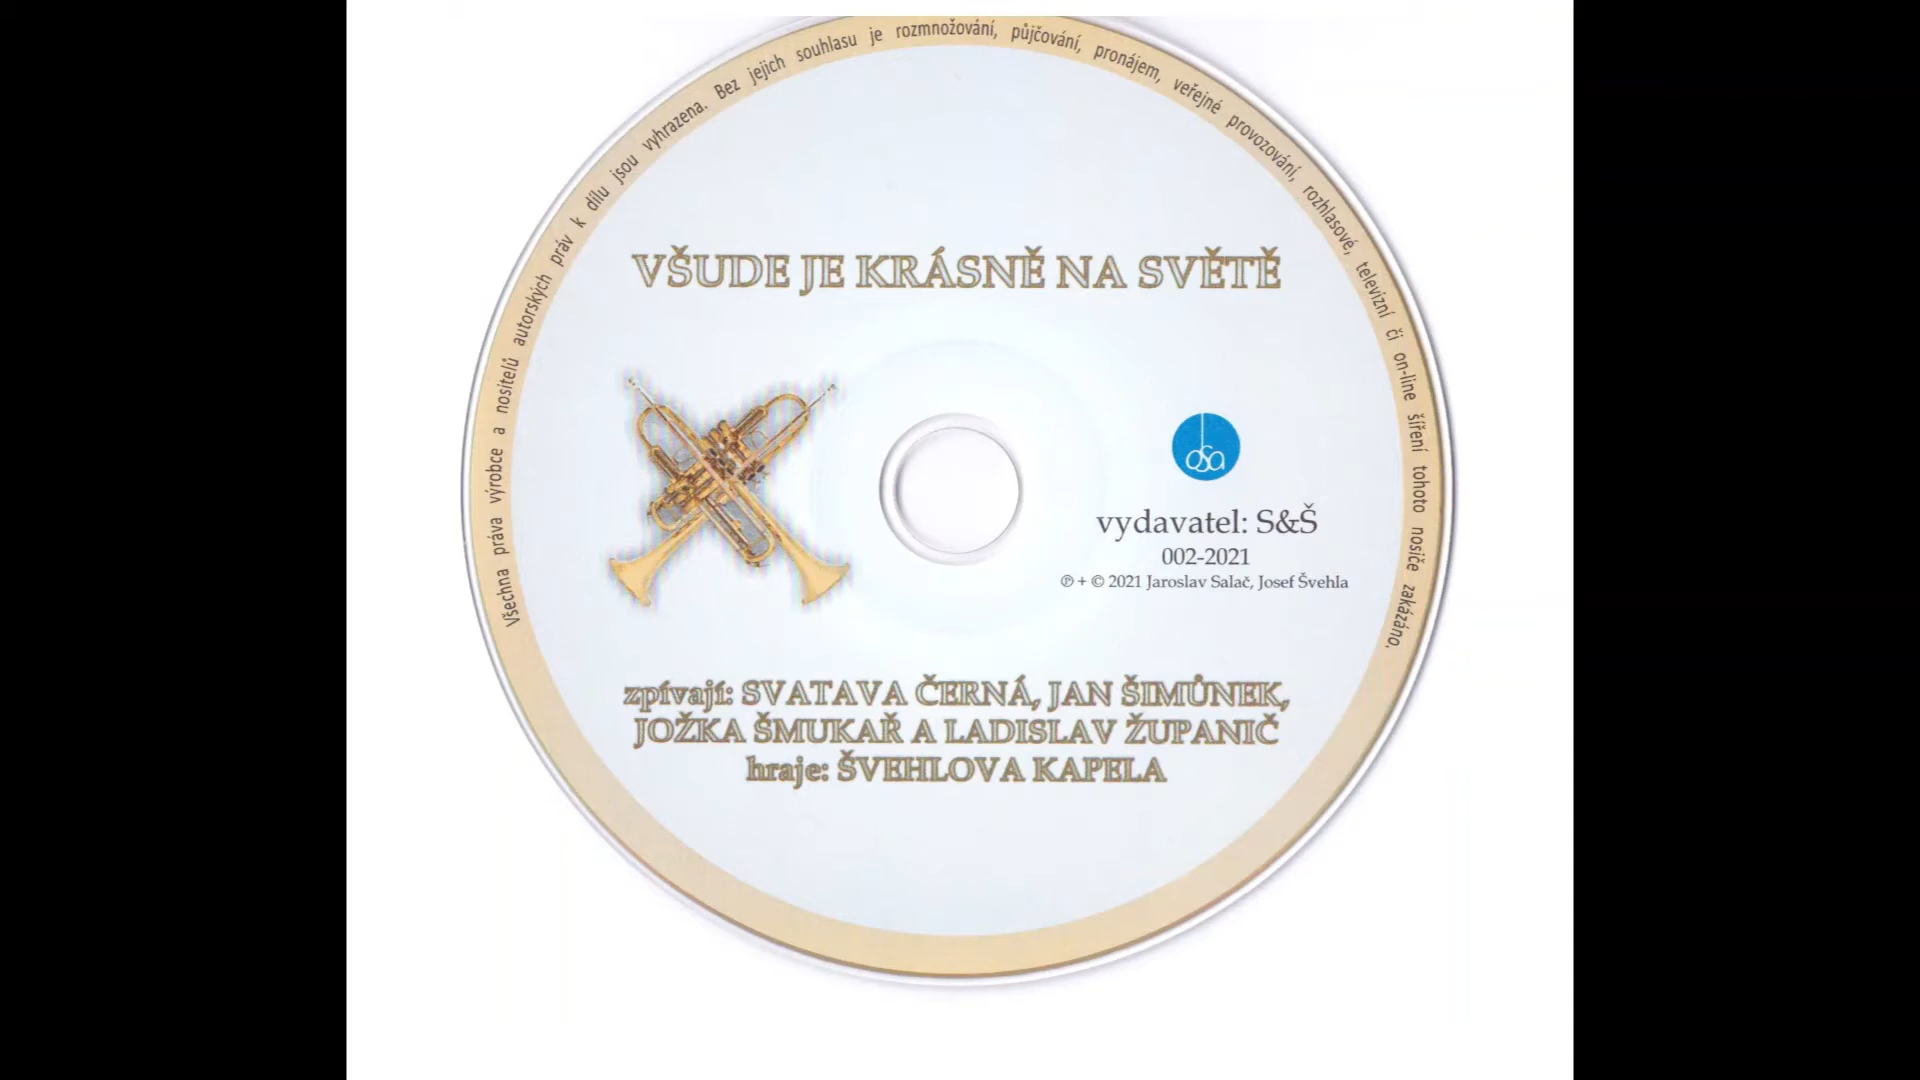 Všechna práva výrobce a nositelů autorských práv k dílu jsou vyhrazena. Bez jejich souhlasu je rozmnožování, půjčování, pronájem, veřejné provozování, rozhlasové, televizní či on-line šíření tohoto nosiče zakázáno.
VŠUDE JE KRÁSNĚ NA SVĚTĚ
OSA
vydavatel: S&Š
002-2021
℗ + © 2021 Jaroslav Salač, Josef Švehla
zpívají: SVATAVA ČERNÁ, JAN ŠIMŮNEK,
JOŽKA ŠMUKAŘ A LADISLAV ŽUPANIČ
hraje: ŠVEHLOVA KAPELA